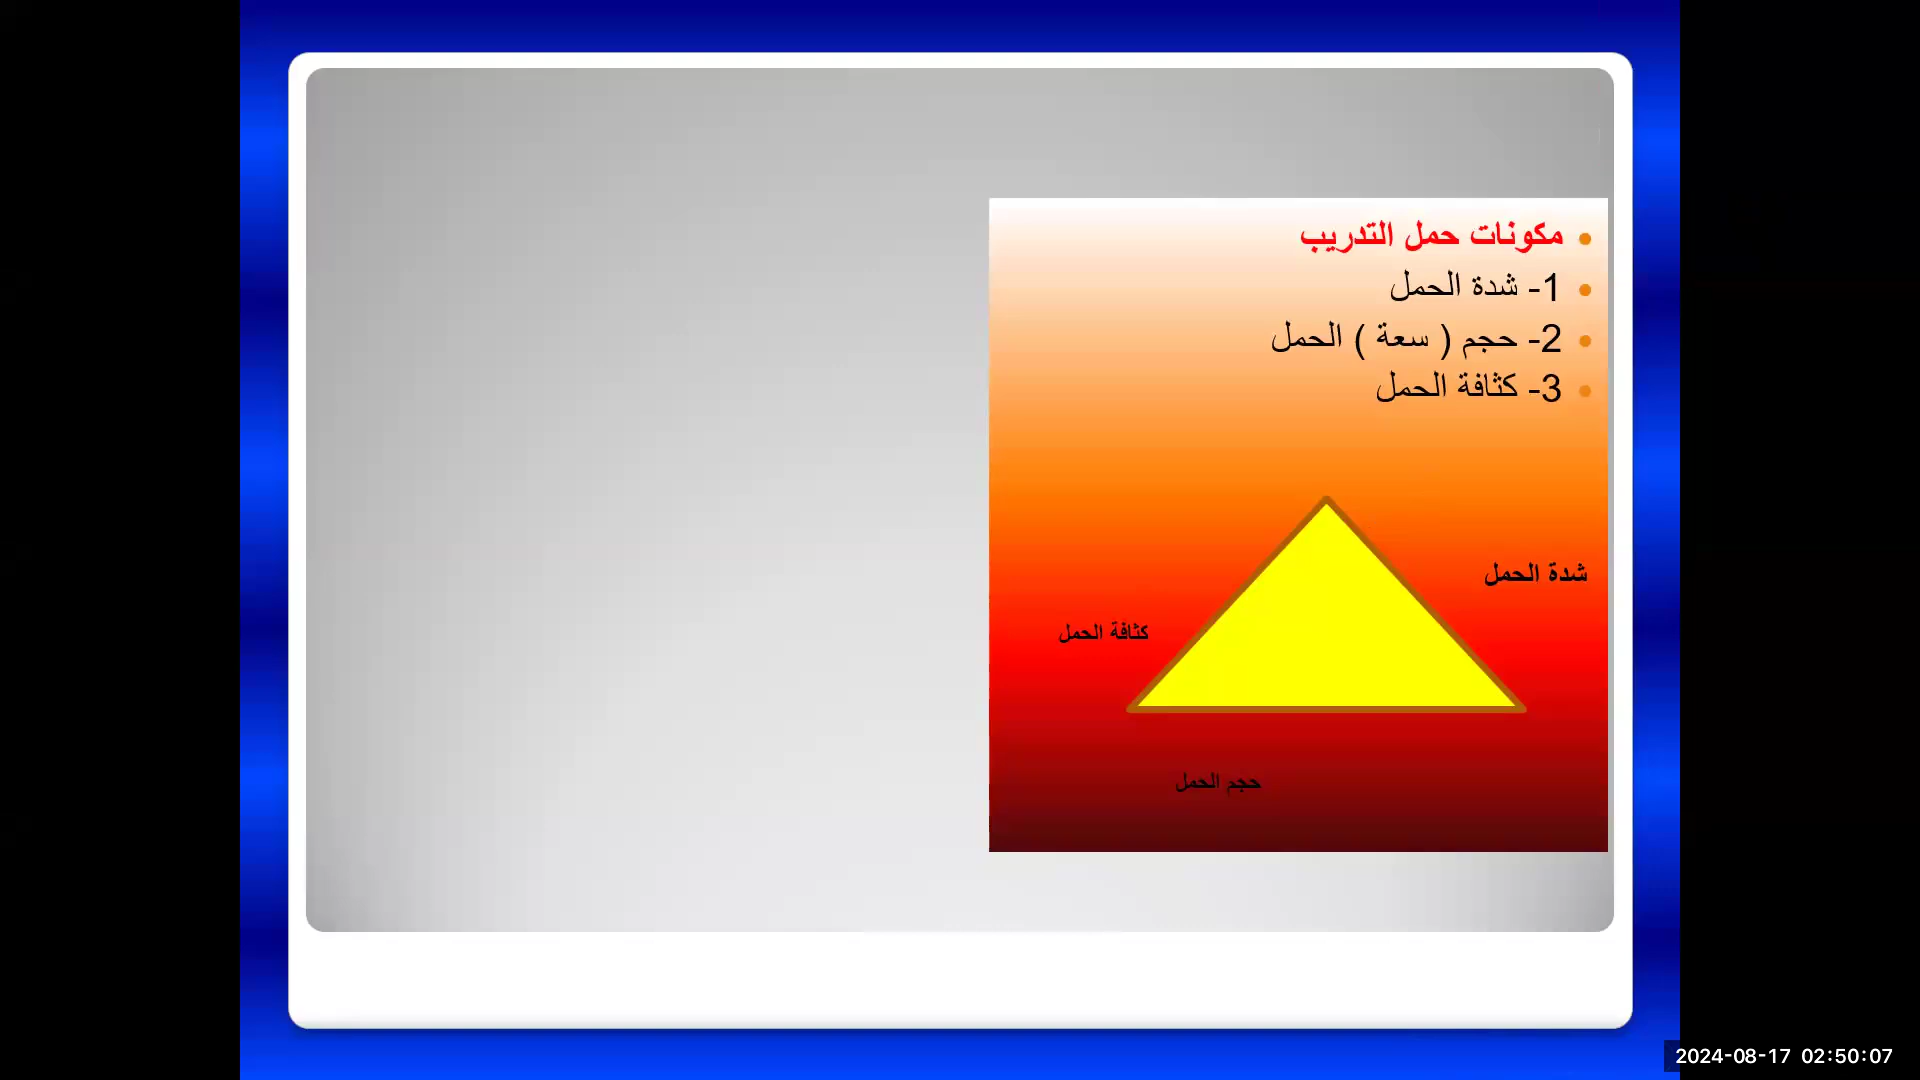 مكونات حمل التدريب
1- شدة الحمل
2- حجم ( سعة ) الحمل
3- كثافة الحمل
شدة الحمل
كثافة الحمل
حجم الحمل
2024-08-17 02:50:07